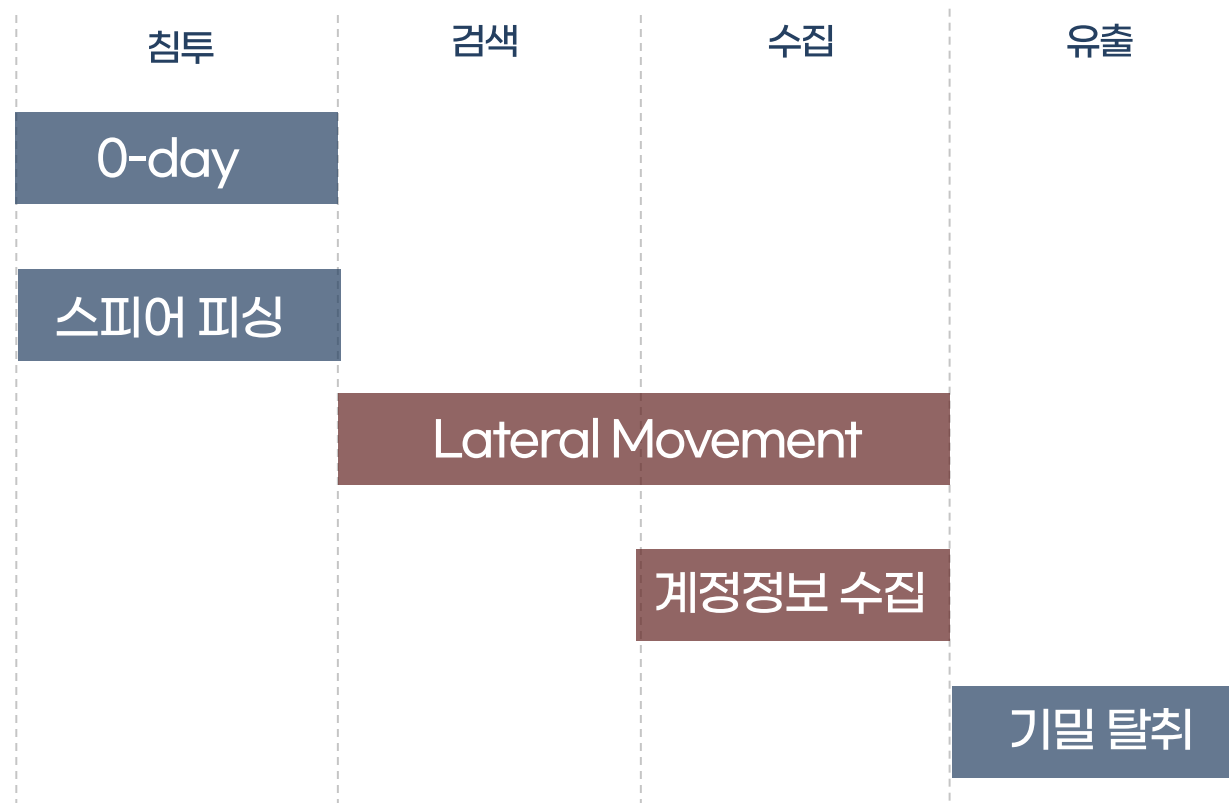 침투
검색
수집
유출
0-day
스피어 피싱
Lateral Movement
계정정보 수집
기밀 탈취